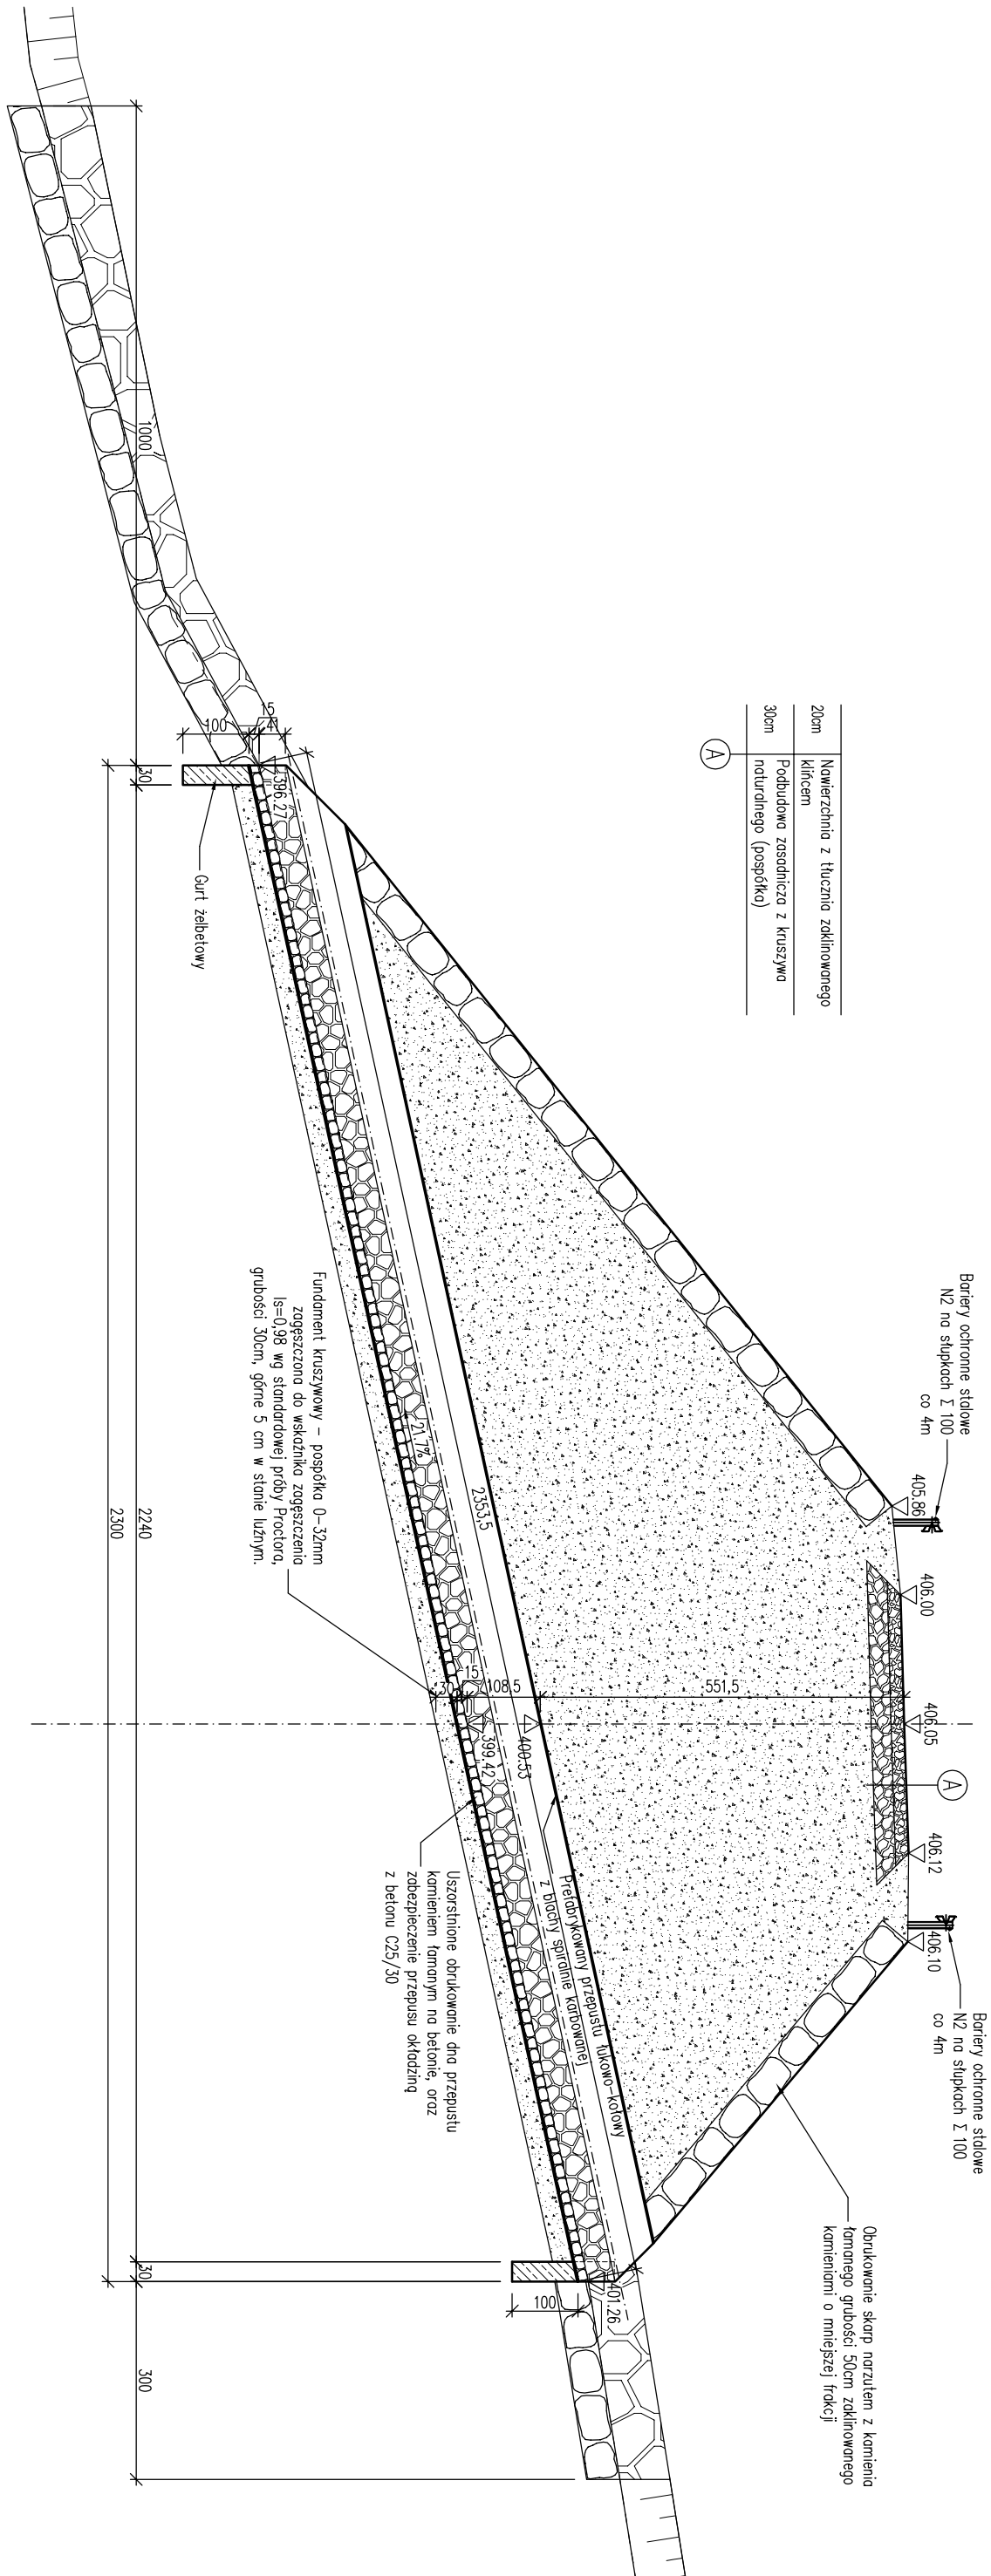 Bariery ochronne stalowe
N2 na słupkach Σ 100
co 4m
405.86
406.00
406.05
A
406.12
406.10
Bariery ochronne stalowe
N2 na słupkach Σ 100
co 4m
Obrukowanie skarp narzutem z kamienia
łamanego grubości 50cm zaklinowanego
kamieniami o mniejszej frakcji
20cm
Nawierzchnia z tłucznia zaklinowanego
klińcem
30cm
Podbudowa zasadnicza z kruszywa
naturalnego (pospółka)
A
551,5
108,5
15
30
400.53
399.42
Prefabrykowany przepustu łukowo-kołowy
z blachy spiralnie karbowanej
2353,5
21.7%
15
41
100
396.27
401.26
100
Gurt żelbetowy
Fundament kruszywowy - pospółka 0-32mm
zagęszczona do wskaźnika zagęszczenia
Is=0,98 wg standardowej próby Proctora,
grubości 30cm, górne 5 cm w stanie luźnym.
Uszorstnione obrukowanie dna przepustu
kamieniem łamanym na betonie, oraz
zabezpieczenie przepusu okładziną
z betonu C25/30
1000
30
2240
30
300
2300